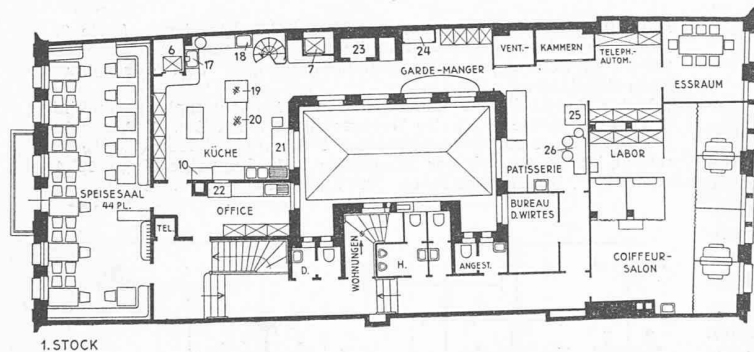 6
17
18
7
23
24
VENT.-
KAMMERN
TELEPH.-
AUTOM.
ESSRAUM
GARDE-MANGER
19
20
25
26
21
KÜCHE
10
LABOR
PATISSERIE
SPEISESAAL
44 PL.
22
OFFICE
BUREAU
D. WIRTES
TEL.
WOHNUNGEN
D.
H.
ANGEST.
COIFFEUR-
SALON
1. STOCK